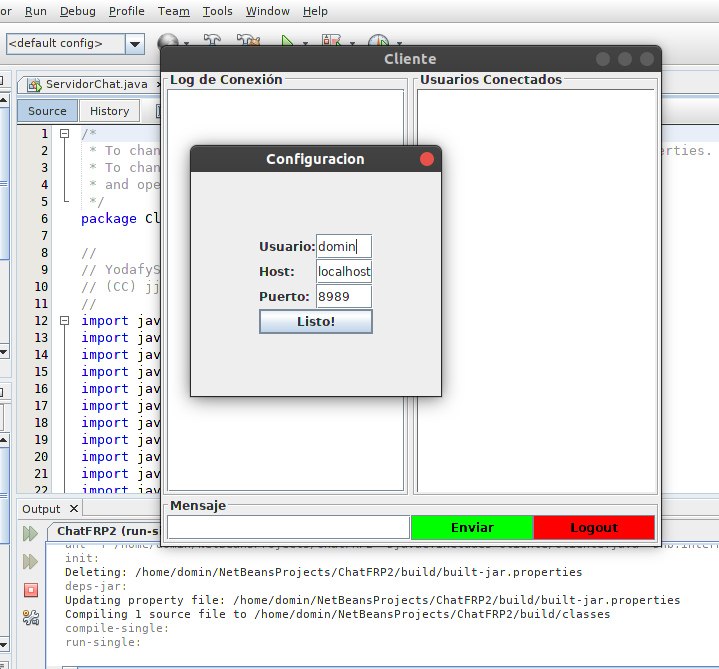 or Run Debug Profile Team Tools Window Help
<default config>
Cliente
ServidorChat.java
Log de Conexión Usuarios Conectados
Source History
1 /*
2 * To chan erties.
3 * To chan
4 * and ope
5 */
6 package Cl
7
8 //
9 // YodafyS
10 // (CC) jj
11 //
12 import jav
13 import jav
14 import jav
15 import jav
16 import jav
17 import jav
18 import jav
19 import jav
20 import jav
21 import jav
22 import jav
Configuracion
Usuario: domin
Host: localhost
Puerto: 8989
Listo!
Mensaje
Enviar Logout
Output
ChatFRP2 (run-s
init:
Deleting: /home/domin/NetBeansProjects/ChatFRP2/build/built-jar.properties
deps-jar:
Updating property file: /home/domin/NetBeansProjects/ChatFRP2/build/built-jar.properties
Compiling 1 source file to /home/domin/NetBeansProjects/ChatFRP2/build/classes
compile-single:
run-single: